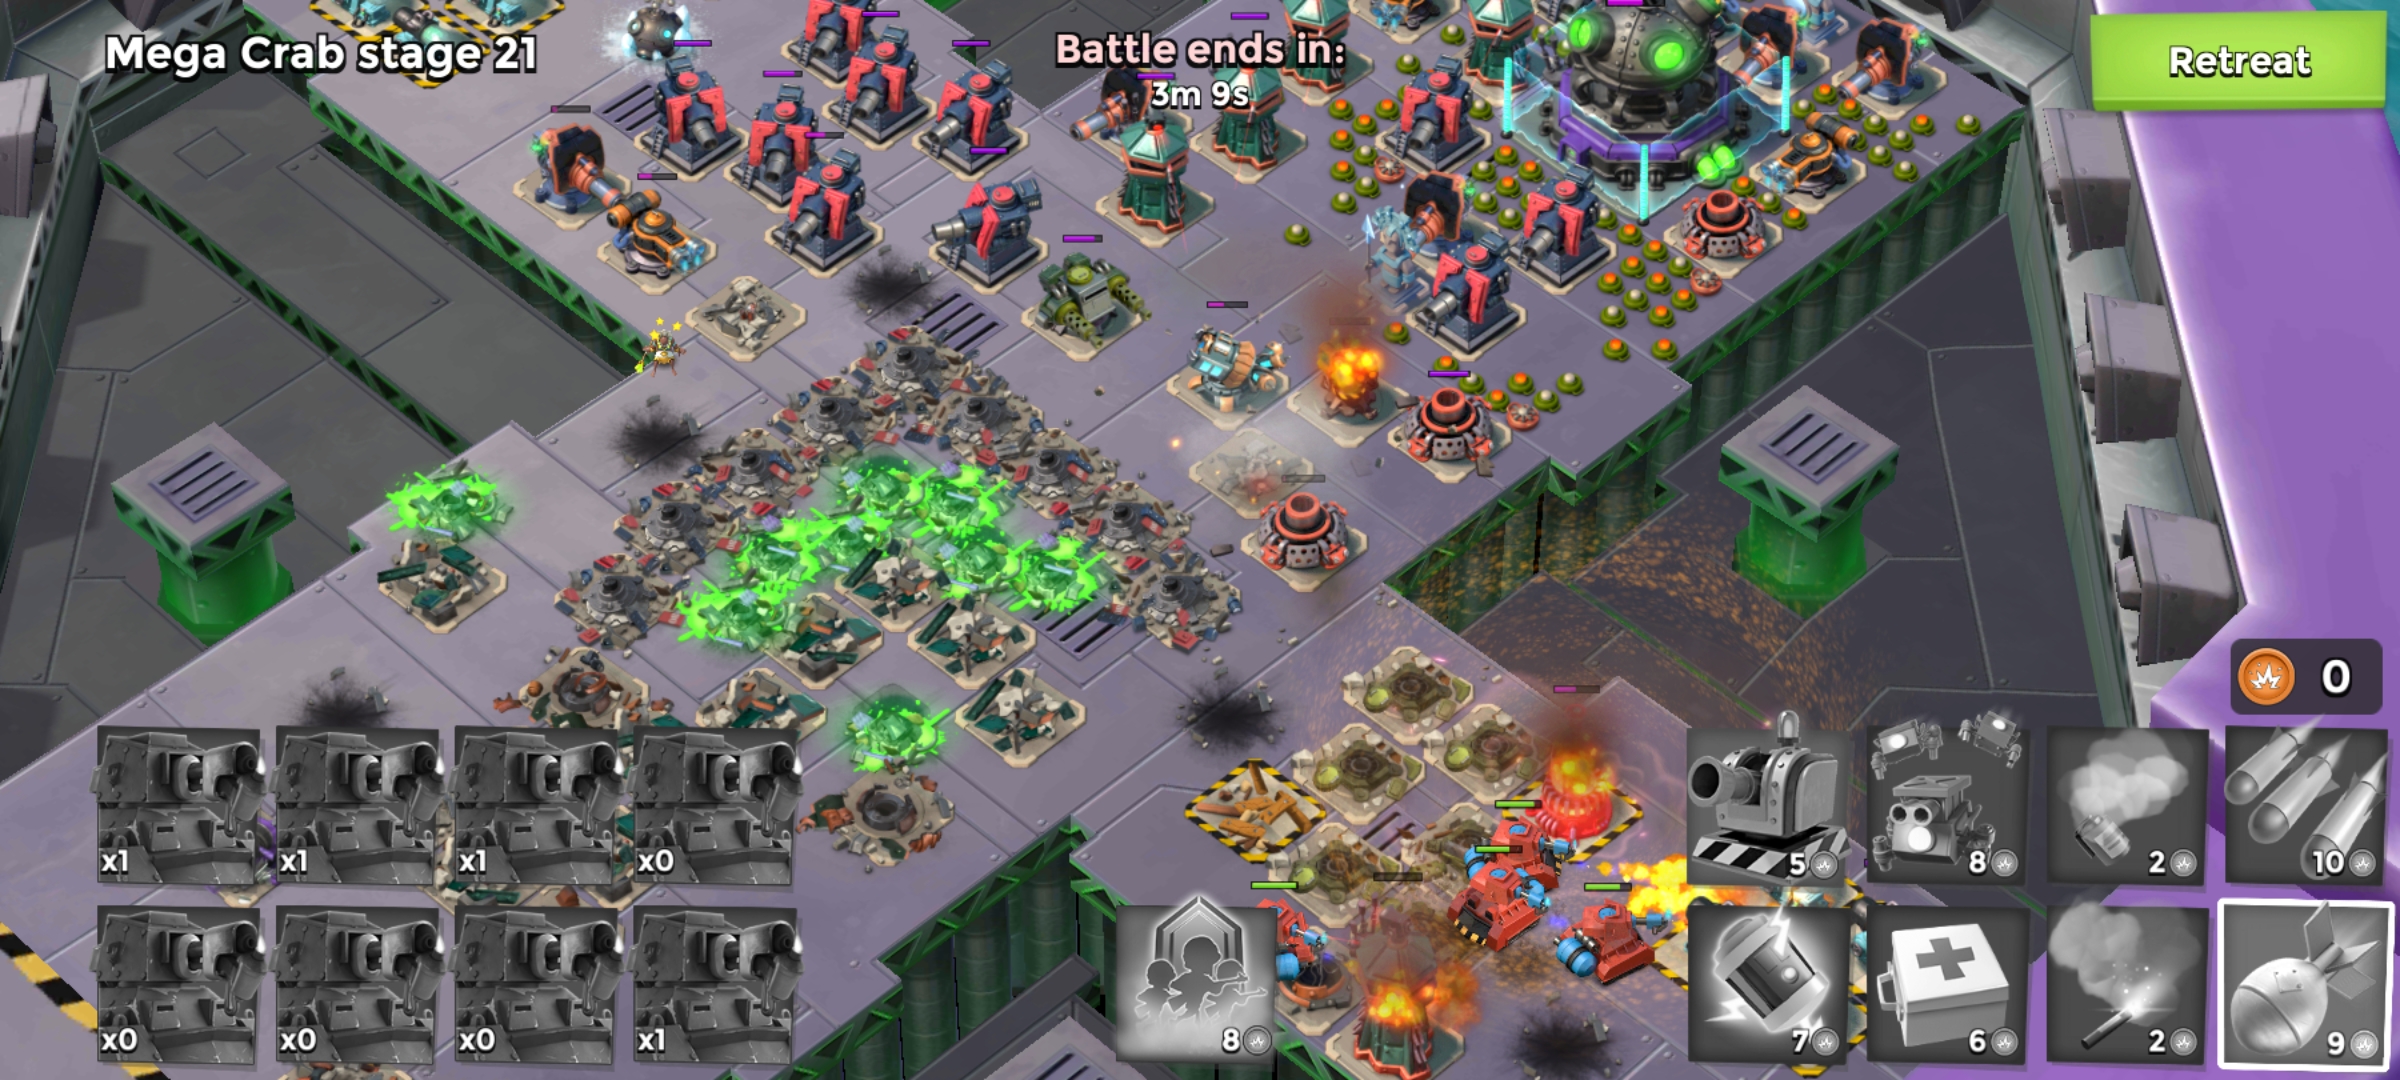 Mega Crab stage 21
Battle ends in:
3m 9s
Retreat
0
x1
x1
x1
x0
5
8
2
10
x0
x0
x0
x1
8
7
6
2
9